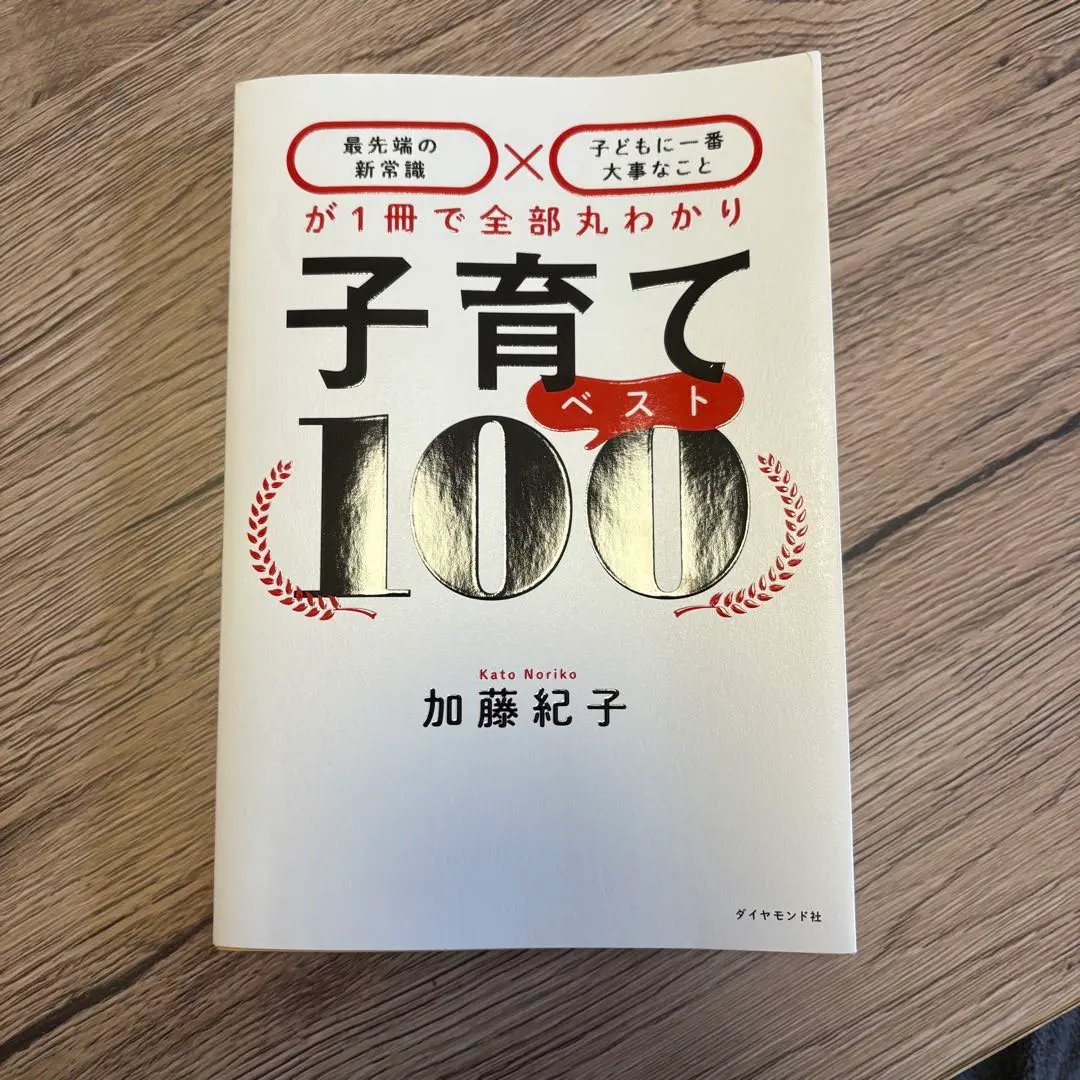 最先端の
新常識
×
子どもに一番
大事なこと
が1冊で全部丸わかり
子育て
ベスト
100
Kato Noriko
加藤紀子
ダイヤモンド社